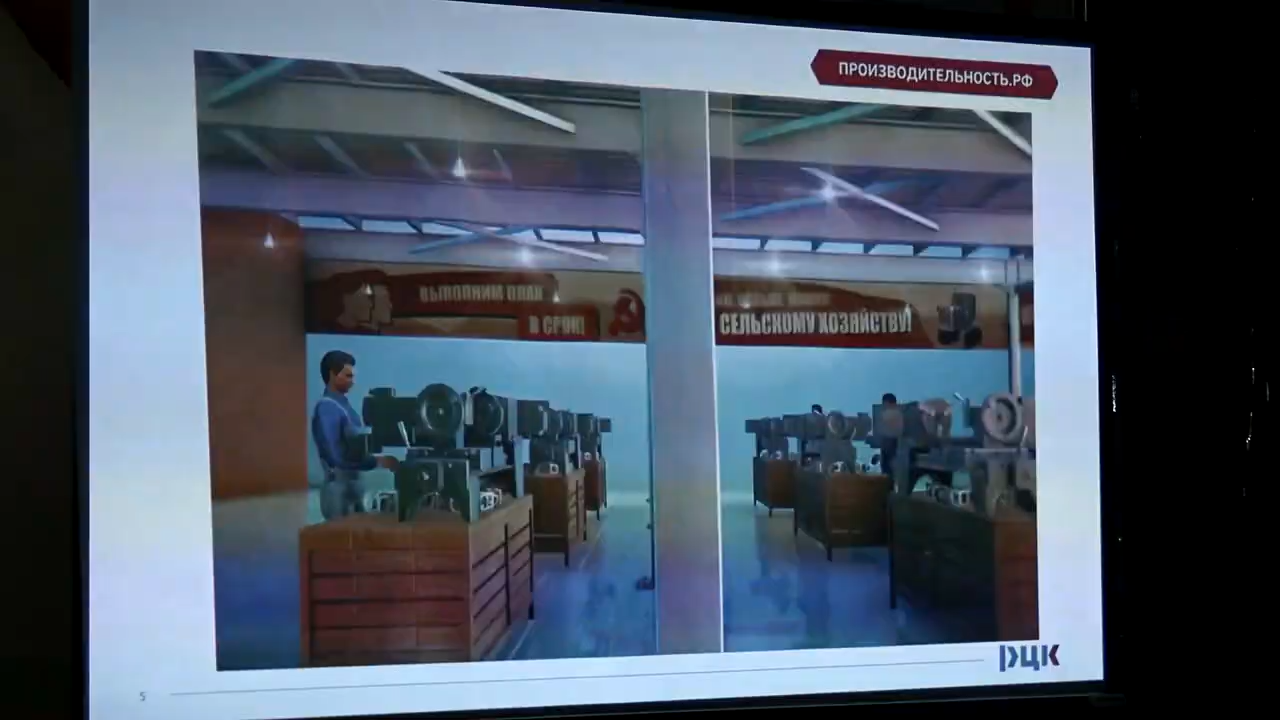 ПРОИЗВОДИТЕЛЬНОСТЬ.РФ
ВЫПОЛНИМ ПЛАН
В СРОК!
СЕЛЬСКОМУ ХОЗЯЙСТВУ!
РЦК
5